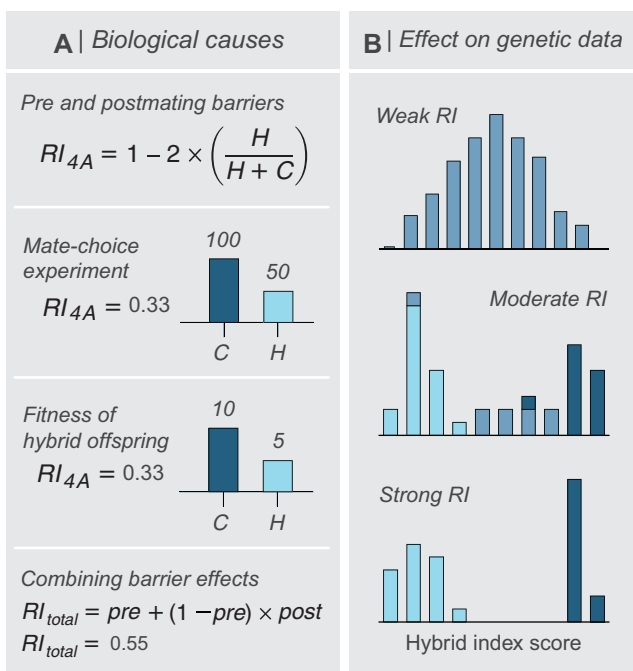 A | Biological causes
Pre and postmating barriers
RI4A = 1 – 2 × (H / H + C)
Mate-choice
experiment
RI4A = 0.33
100
50
C H
Fitness of
hybrid offspring
RI4A = 0.33
10
5
C H
Combining barrier effects
RItotal = pre + (1 – pre) × post
RItotal = 0.55
B | Effect on genetic data
Weak RI
Moderate RI
Strong RI
Hybrid index score